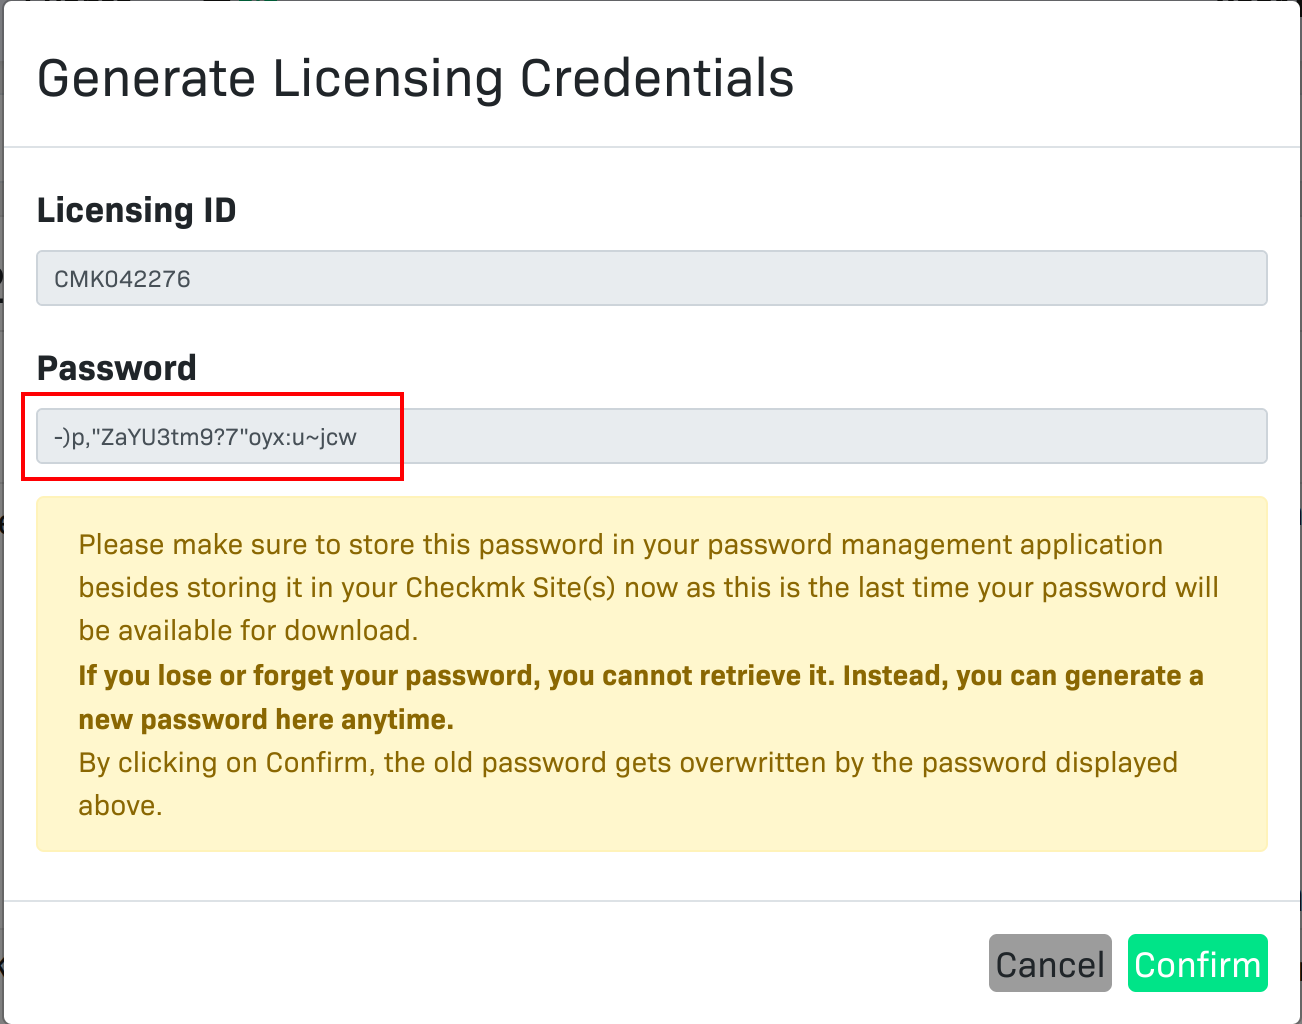 Generate Licensing Credentials
Licensing ID
CMK042276
Password
-)p,"ZaYU3tm9?7"oyx:u~jcw
Please make sure to store this password in your password management application
besides storing it in your Checkmk Site(s) now as this is the last time your password will
be available for download.
If you lose or forget your password, you cannot retrieve it. Instead, you can generate a
new password here anytime.
By clicking on Confirm, the old password gets overwritten by the password displayed
above.
Cancel Confirm